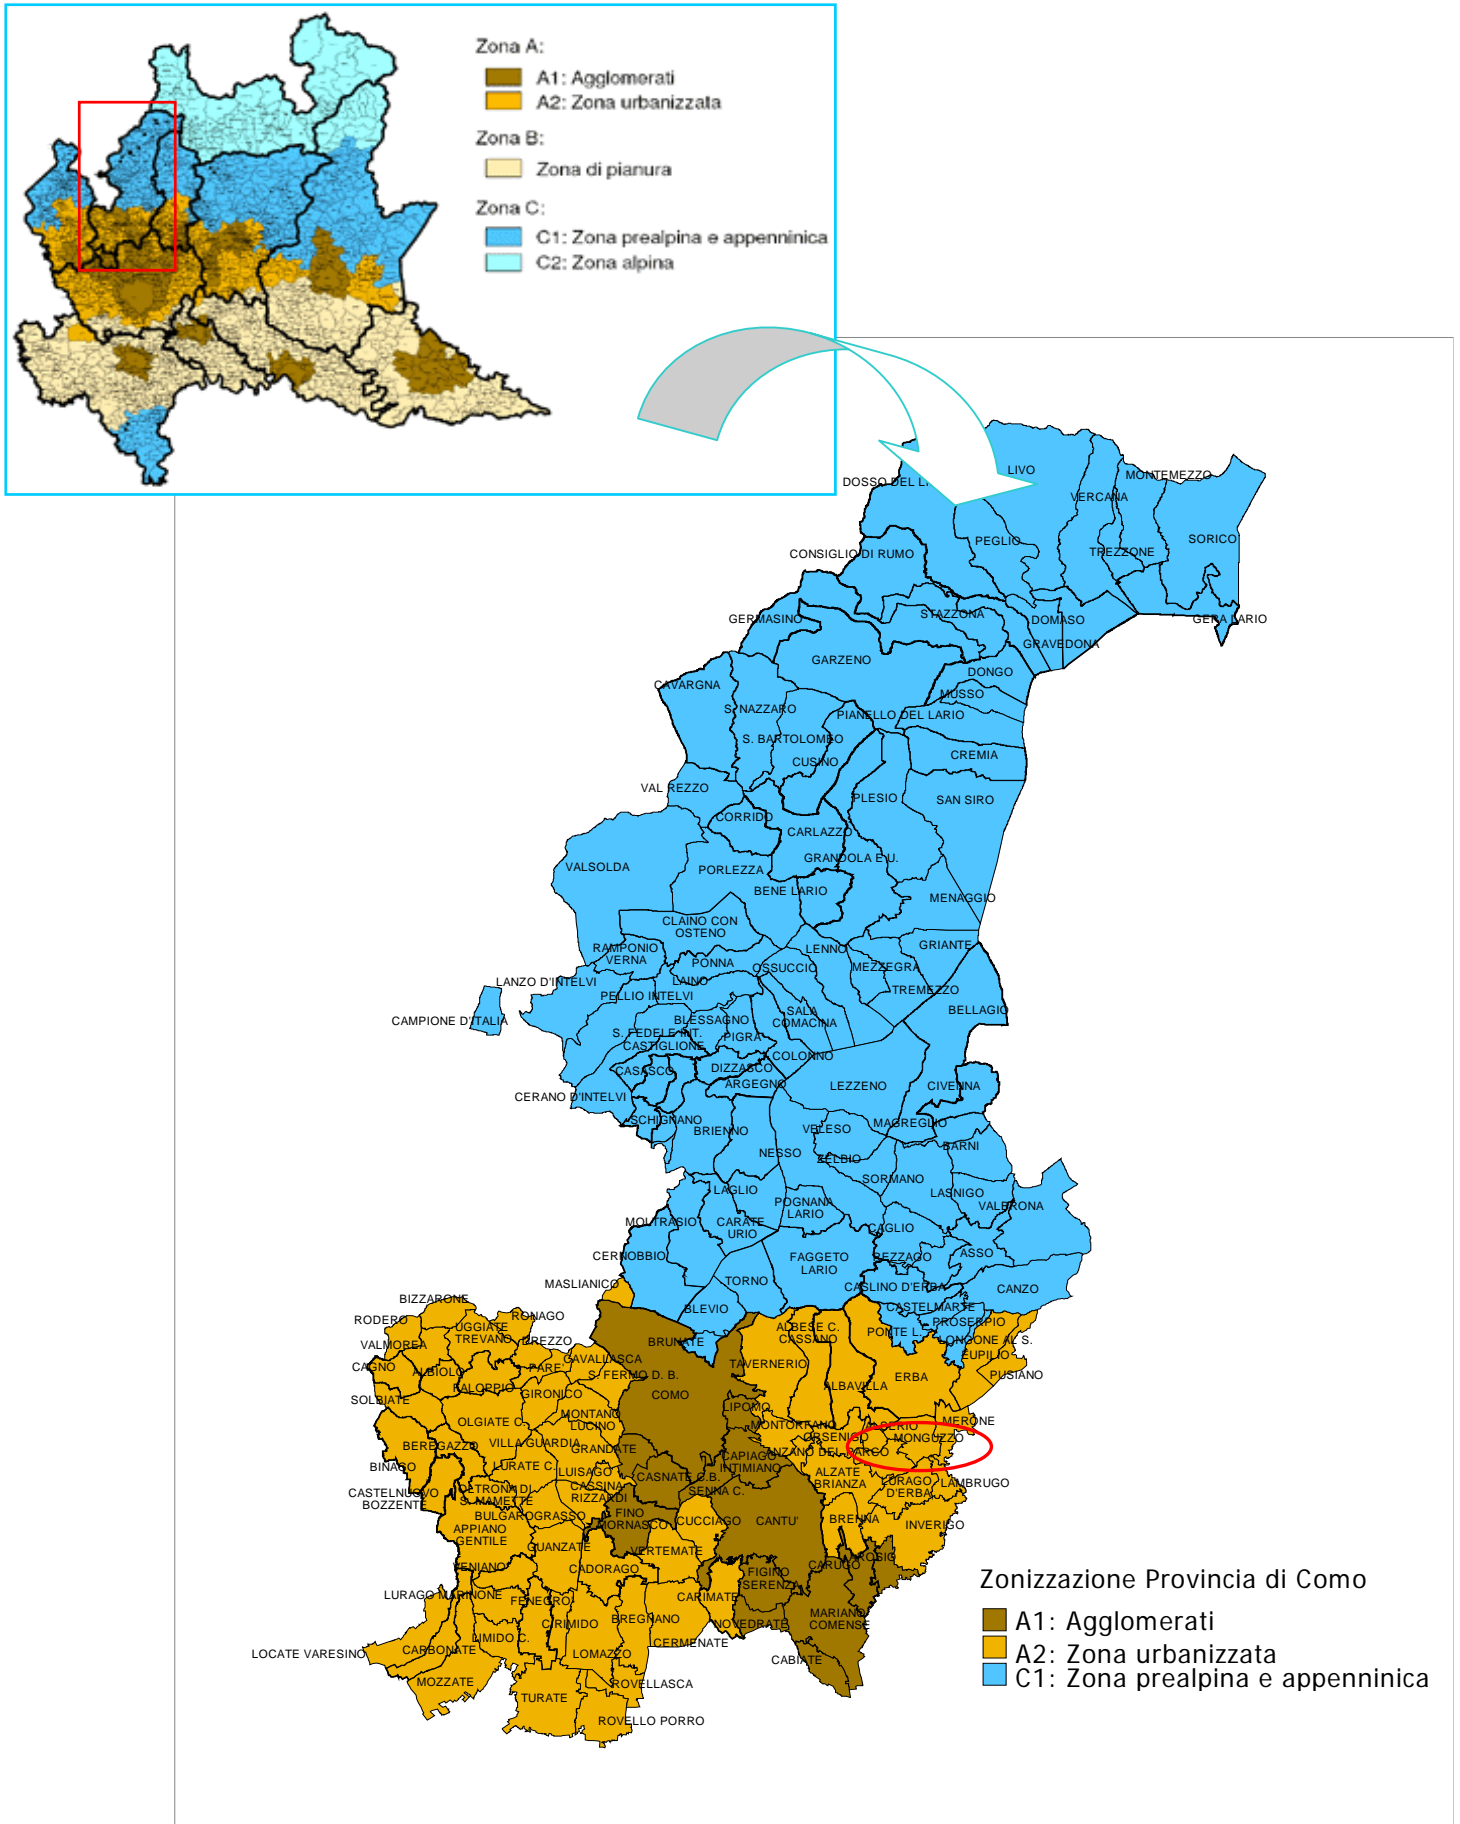 Zona A:
A1: Agglomerati
A2: Zona urbanizzata
Zona B:
Zona di pianura
Zona C:
C1: Zona prealpina e appenninica
C2: Zona alpina
LIVO
MONTEMEZZO
DOSSO DEL
VERCANA
SORICO
PEGLIO
TREZZONE
CONSIGLIO DI RUMO
STAZZONA
GERMASINO
DOMASO
GERA LARIO
GRAVEDONA
GARZENO
DONGO
CAVARGNA
MUSSO
S. NAZZARO
PIANELLO DEL LARIO
S. BARTOLOMEO
CREMIA
CUSINO
VAL REZZO
PLESIO
SAN SIRO
CORRIDO
CARLAZZO
GRANDOLA E U.
VALSOLDA
PORLEZZA
BENE LARIO
MENAGGIO
CLAINO CON
OSTENO
RAMPONIO
VERNA
LENNO
GRIANTE
PONNA
OSSUCCIO
MEZZEGRA
LANZO D'INTELVI
LAINO
TREMEZZO
PELLIO INTELVI
BELLAGIO
CAMPIONE D'ITALIA
BLESSAGNO
SALA
COMACINA
S. FEDELE INT.
PIGRA
CASTIGLIONE
COLONNO
CASASCO
DIZZASCO
ARGEGNO
LEZZENO
CIVENNA
CERANO D'INTELVI
SCHIGNANO
BRIENNO
VELESO
MAGREGLIO
BARNI
NESSO
ZELBIO
SORMANO
LAGLIO
LASNIGO
POGNANA
LARIO
VALBRONA
MOLTRASIO
CARATE
URIO
CAGLIO
CERNOBBIO
FAGGETO
LARIO
REZZAGO
ASSO
MASLIANICO
TORNO
CASLINO D'ERBA
CANZO
BIZZARONE
BLEVIO
CASTELMARTE
RODERO
RONAGO
PROSERPIO
UGGIATE
TREVANO
ALBESE C.
CASSANO
PONTE L.
VALMOREA
DREZZO
BRUNATE
LONGONE AL S.
EUPILIO
CAGNO
ALBIOLO
PARE'
CAVALLASCA
TAVERNERIO
PUSIANO
S. FERMO D. B.
ERBA
FALOPPIO
GIRONICO
COMO
ALBAVILLA
SOLBIATE
LIPOMO
OLGIATE C.
MONTANO
LUCINO
MONTORFANO
ALSERIO
MERONE
ORSENIGO
MONGUZZO
BEREGAZZO
VILLA GUARDIA
GRANDATE
ANZANO DEL PARCO
BINAGO
LURATE C.
LUISAGO
CAPIAGO
INTIMIANO
CASNATE C.B.
ALZATE
BRIANZA
LURAGO
D'ERBA
LAMBRUGO
CASTELNUOVO
BOZZENTE
OLTRONA DI
S. MAMETTE
CASSINA
RIZZARDI
SENNA C.
BULGAROGRASSO
FINO
MORNASCO
CUCCIAGO
CANTU'
BRENNA
INVERIGO
APPIANO
GENTILE
GUANZATE
VERTEMATE
AROSIO
CARUGO
VENIANO
CADORAGO
FIGINO
SERENZA
LURAGO MARINONE
FENEGRO'
CARIMATE
CIRIMIDO
BREGNANO
NOVEDRATE
MARIANO
COMENSE
LIMIDO C.
CERMENATE
LOCATE VARESINO
CARBONATE
LOMAZZO
CABIATE
MOZZATE
ROVELLASCA
TURATE
ROVELLO PORRO
Zonizzazione Provincia di Como
A1: Agglomerati
A2: Zona urbanizzata
C1: Zona prealpina e appenninica